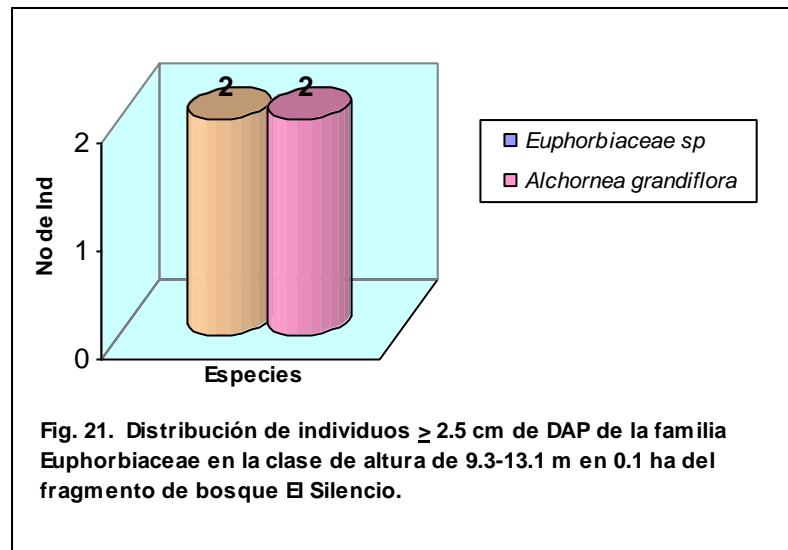 2 2
2
1
0
No de Ind
Especies
Euphorbiaceae sp
Alchornea grandiflora
Fig. 21. Distribución de individuos ≥ 2.5 cm de DAP de la familia
Euphorbiaceae en la clase de altura de 9.3-13.1 m en 0.1 ha del
fragmento de bosque El Silencio.